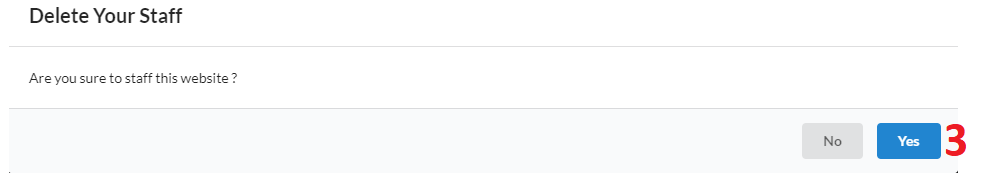 Delete Your Staff
Are you sure to staff this website ?
No
Yes
3